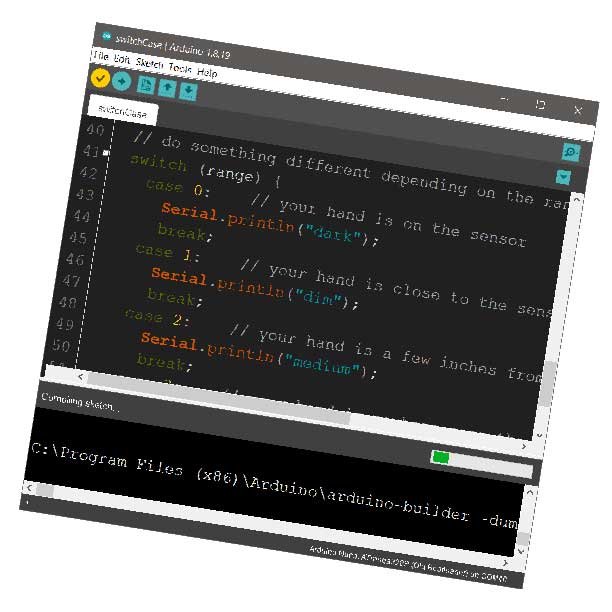 switchCase | Arduino 1.8.19
File Edit Sketch Tools Help
switchCase
40 // do something different depending on the ran
41 switch (range) {
42 case 0: // your hand is on the sensor
43 Serial.println("dark");
44 break;
45 case 1: // your hand is close to the sens
46 Serial.println("dim");
47 break;
48 case 2: // your hand is a few inches from
49 Serial.println("medium");
50 break;
Compiling sketch...
C:\Program Files (x86)\Arduino\arduino-builder -dum
Arduino Nano, ATmega328P (Old Bootloader) on